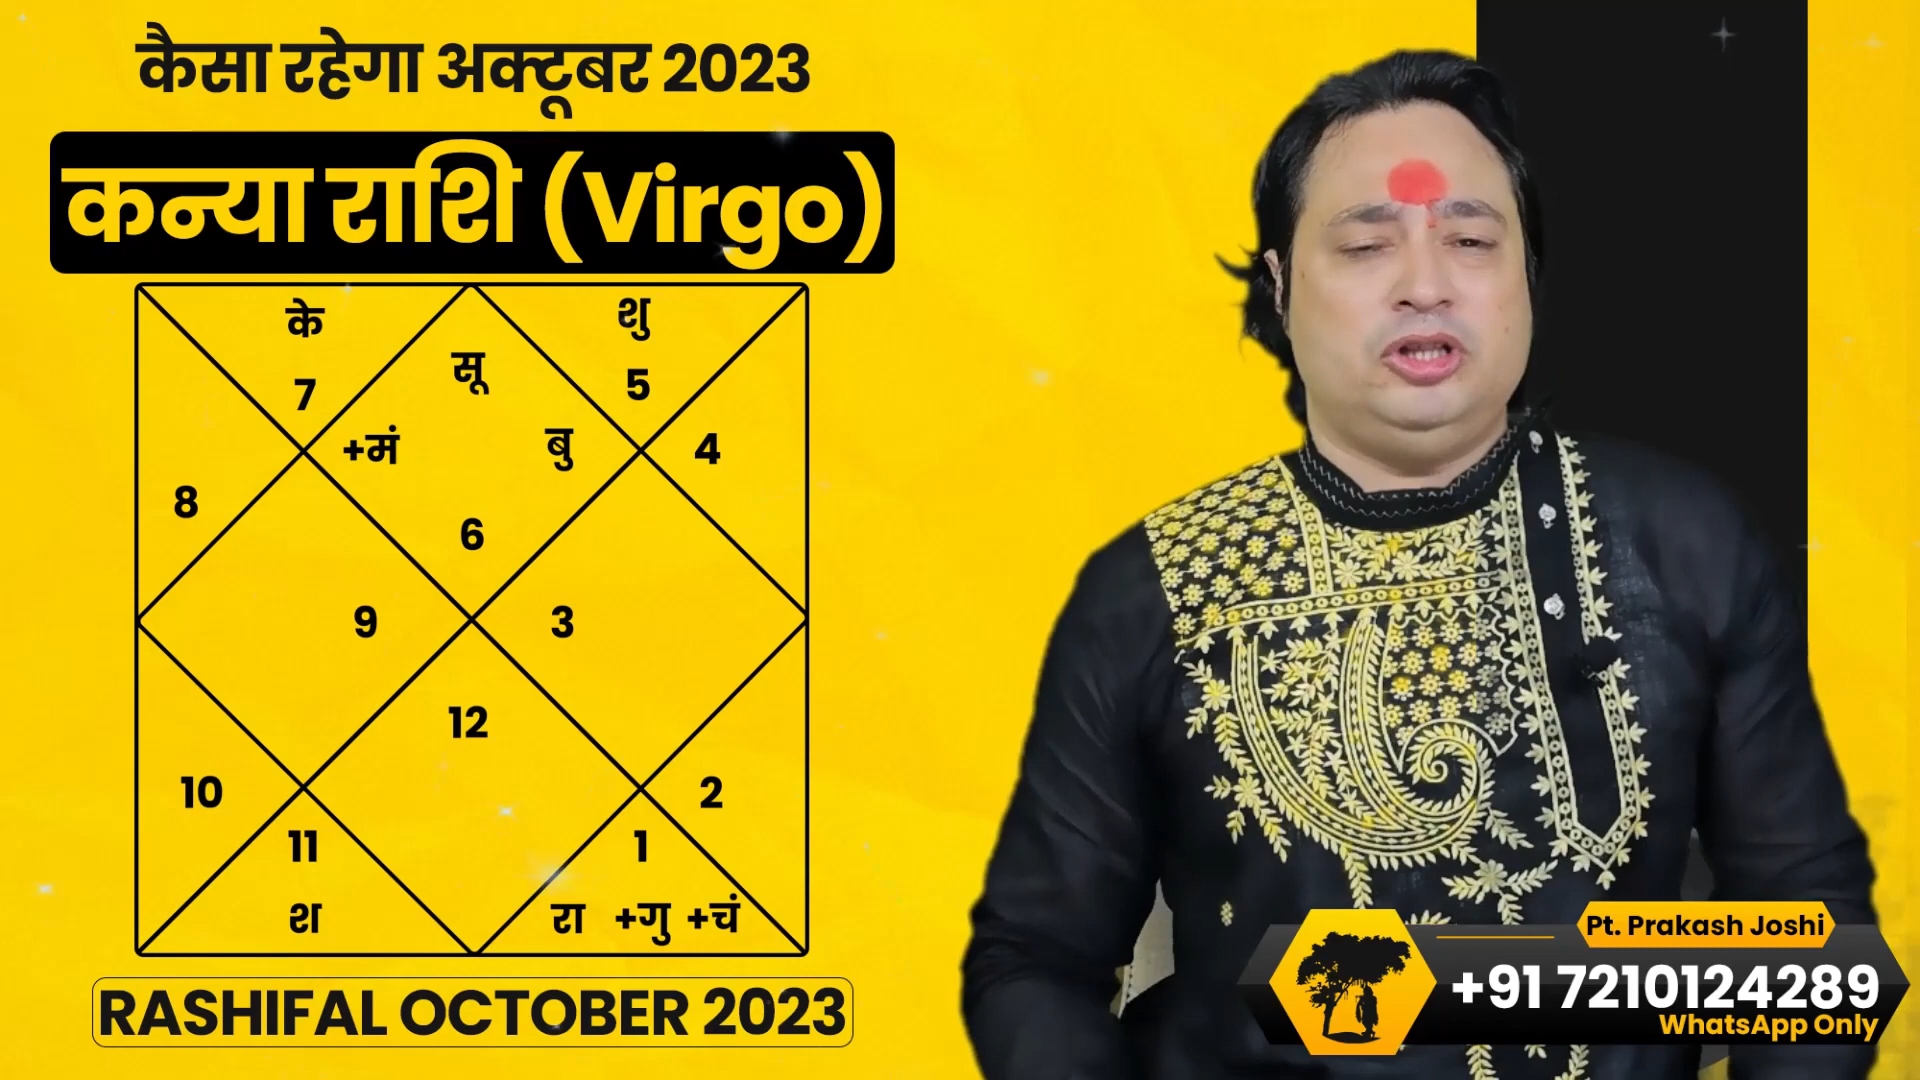 कैसा रहेगा अक्टूबर 2023
कन्या राशि (Virgo)
के
शु
सू
7
5
+मं
बु
4
8
6
9
3
12
10
2
11
1
श
रा +गु +चं
RASHIFAL OCTOBER 2023
Pt. Prakash Joshi
+91 7210124289
WhatsApp Only